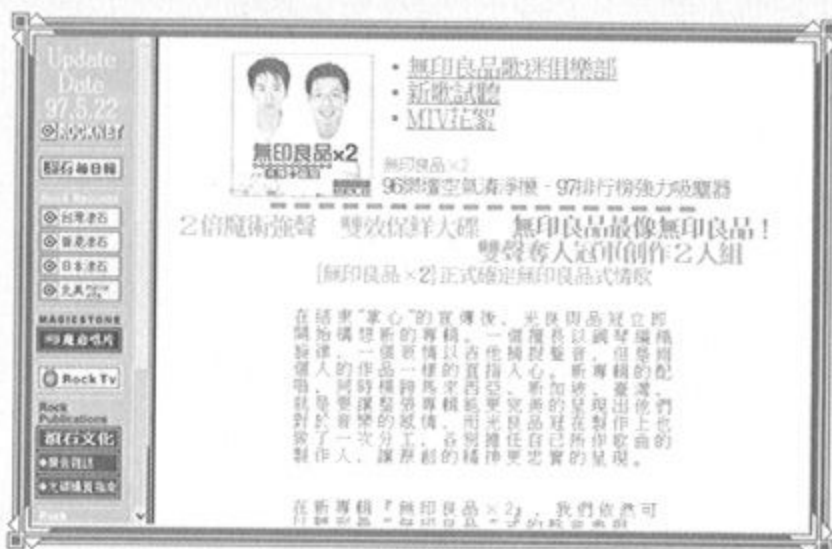 Update
Date
97.5.22
ROCKNET
滾石每日報
台灣滾石
香港滾石
日本滾石
北美
MAGICSTONE
魔岩唱片
Rock Tv
Rock
Publications
滾石文化
Rock
無印良品x2
• 無印良品歌迷俱樂部
• 新歌試聽
• MTV花絮
無印良品×2
96歌壇空氣清淨機‧97排行榜強力吸塵器
2倍魔術強聲 雙效保鮮大碟 無印良品最像無印良品!
雙聲奪人冠軍創作2人組
[無印良品×2]正式確定無印良品式情歌
在結束"掌心"的宣傳後，光良與品冠立即
開始構想新的專輯。一個擅長以鋼琴編織
旋律，一個表情以吉他捕捉聲音，但是兩
個人的作品一樣的直指人心。新專輯的配
唱，同時橫跨馬來西亞、新加坡、臺灣，
就是要讓整張專輯能更完美的呈現出他們
對於音樂的感情。而光良品冠在製作上也
做了一次分工，各別擔任自己所作歌曲的
製作人，讓原創的精神更忠實的呈現。
在新專輯『無印良品×2』，我們依然可